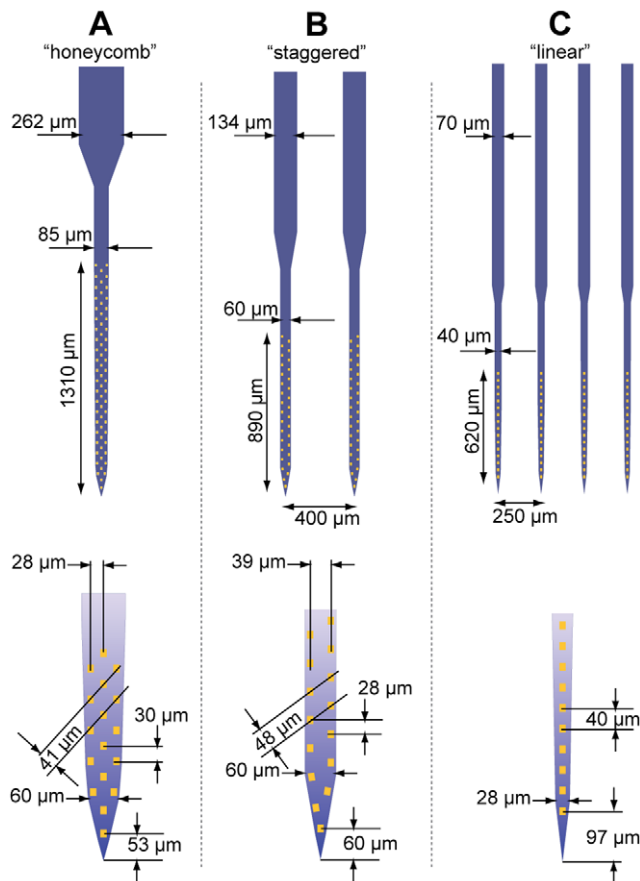 A
"honeycomb"
262 µm
85 µm
1310 µm
28 µm
41 µm
30 µm
60 µm
53 µm
B
"staggered"
134 µm
60 µm
890 µm
400 µm
39 µm
48 µm
28 µm
60 µm
60 µm
C
"linear"
70 µm
40 µm
620 µm
250 µm
40 µm
28 µm
97 µm